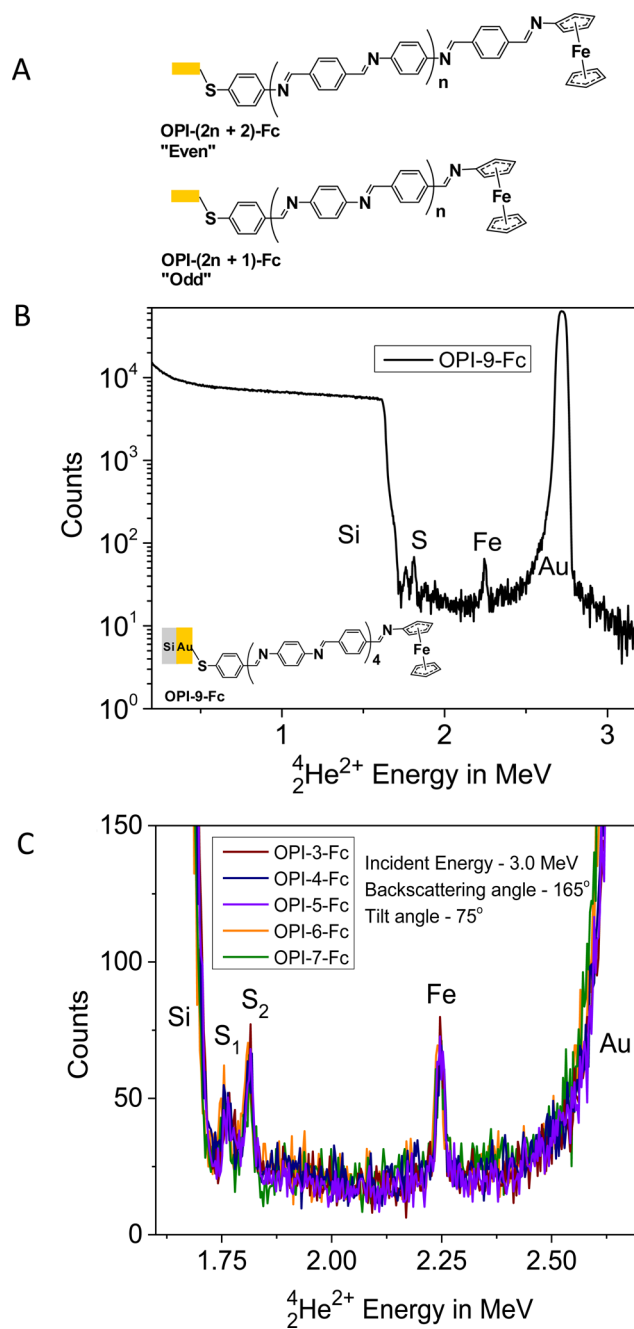 A
S
N
N
N
N
Fe
n
OPI-(2n + 2)-Fc
"Even"
S
N
N
N
Fe
n
OPI-(2n + 1)-Fc
"Odd"
B
OPI-9-Fc
Counts
10⁴
10³
10²
10¹
10⁰
Si
S
Fe
Au
Si Au
S
N
N
4
N
Fe
OPI-9-Fc
1
2
3
⁴₂He²⁺ Energy in MeV
C
OPI-3-Fc
OPI-4-Fc
OPI-5-Fc
OPI-6-Fc
OPI-7-Fc
Incident Energy - 3.0 MeV
Backscattering angle - 165°
Tilt angle - 75°
Counts
150
100
50
0
Si
S₁
S₂
Fe
Au
1.75
2.00
2.25
2.50
⁴₂He²⁺ Energy in MeV